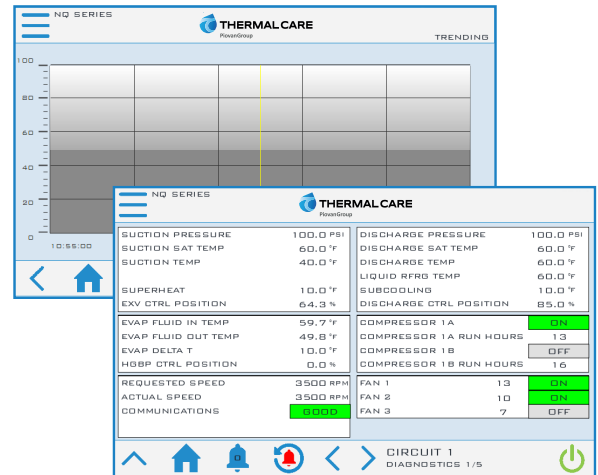 NQ SERIES
THERMALCARE
PiovanGroup
TRENDING
100
80
60
40
20
0
10:55:00
NQ SERIES
THERMALCARE
PiovanGroup
SUCTION PRESSURE 100.0 PSI
SUCTION SAT TEMP 60.0 °F
SUCTION TEMP 40.0 °F
SUPERHEAT 10.0 °F
EXV CTRL POSITION 64.3 %
DISCHARGE PRESSURE 100.0 PSI
DISCHARGE SAT TEMP 60.0 °F
DISCHARGE TEMP 60.0 °F
LIQUID RFRG TEMP 60.0 °F
SUBCOOLING 10.0 °F
DISCHARGE CTRL POSITION 85.0 %
EVAP FLUID IN TEMP 59.7 °F
EVAP FLUID OUT TEMP 49.8 °F
EVAP DELTA T 10.0 °F
HGBP CTRL POSITION 0.0 %
COMPRESSOR 1A ON
COMPRESSOR 1A RUN HOURS 13
COMPRESSOR 1B OFF
COMPRESSOR 1B RUN HOURS 16
REQUESTED SPEED 3500 RPM
ACTUAL SPEED 3500 RPM
COMMUNICATIONS GOOD
FAN 1 13 ON
FAN 2 10 ON
FAN 3 7 OFF
0
CIRCUIT 1
DIAGNOSTICS 1/5